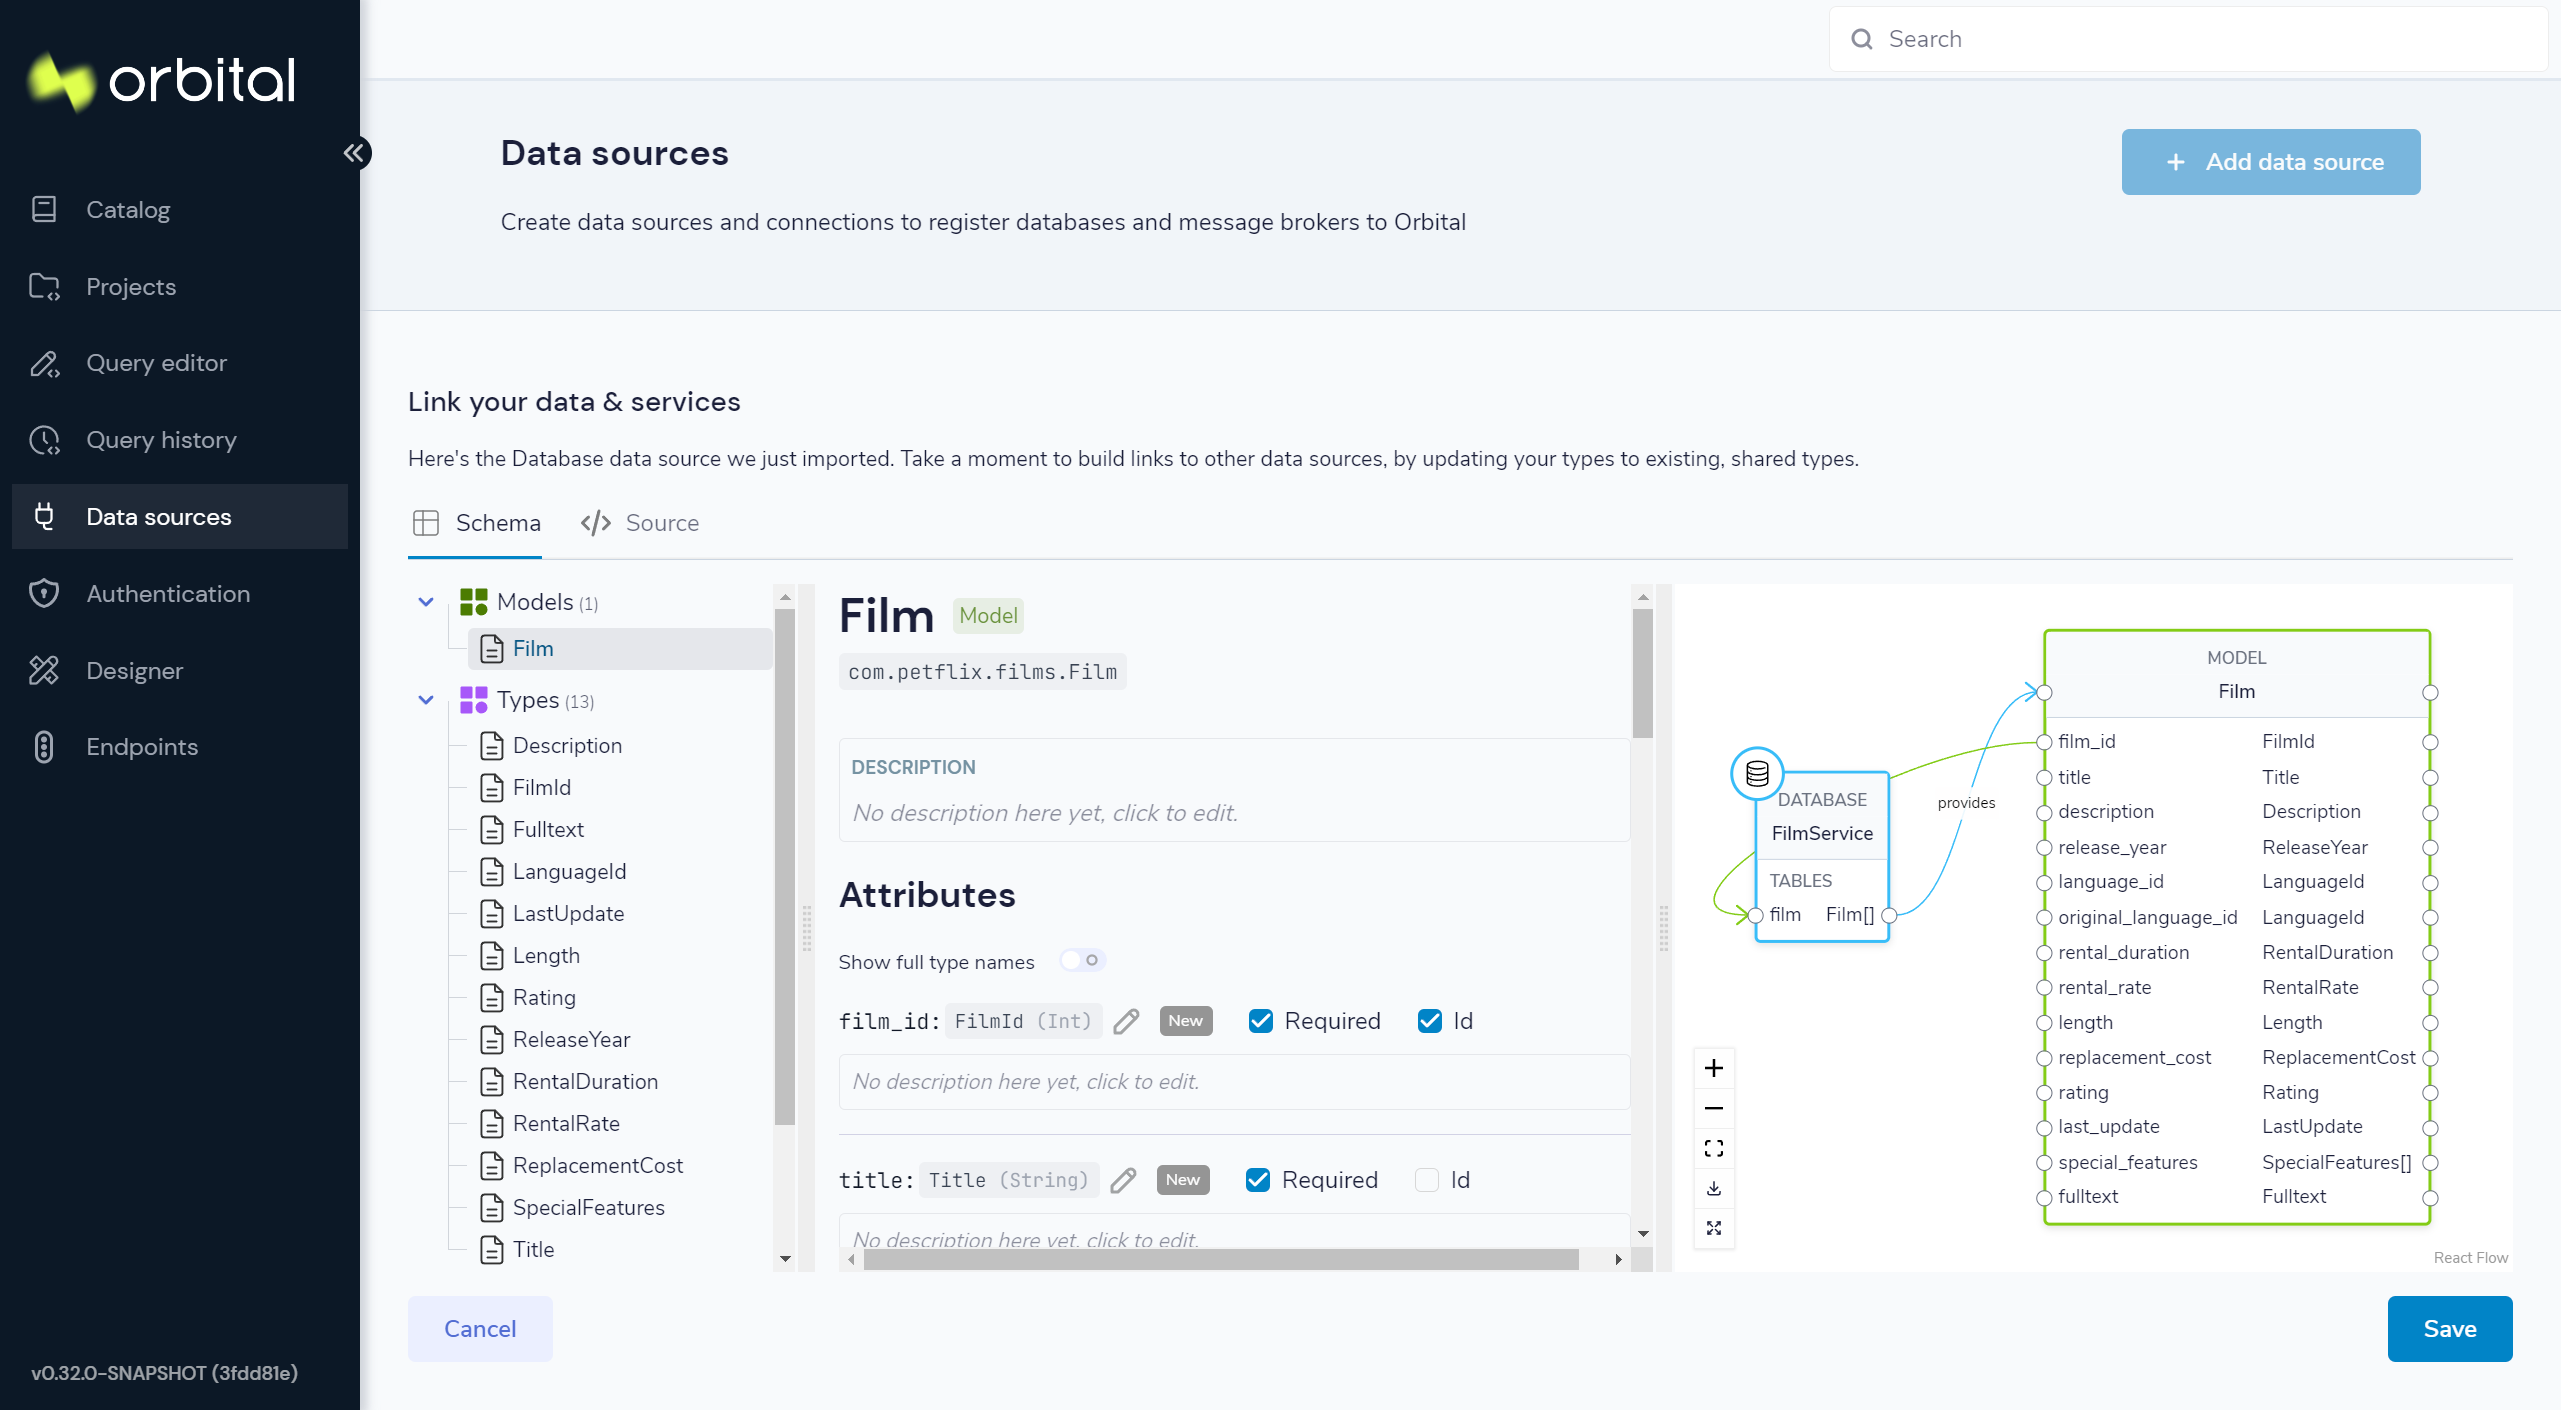 orbital
Catalog
Projects
Query editor
Query history
Data sources
Authentication
Designer
Endpoints
v0.32.0-SNAPSHOT (3fdd81e)
Search
Data sources
Add data source
Create data sources and connections to register databases and message brokers to Orbital
Link your data & services
Here's the Database data source we just imported. Take a moment to build links to other data sources, by updating your types to existing, shared types.
Schema
Source
Models (1)
Film
Types (13)
Description
FilmId
Fulltext
LanguageId
LastUpdate
Length
Rating
ReleaseYear
RentalDuration
RentalRate
ReplacementCost
SpecialFeatures
Title
Film Model
com.petflix.films.Film
DESCRIPTION
No description here yet, click to edit.
Attributes
Show full type names
film_id: FilmId (Int) New Required Id
No description here yet, click to edit.
title: Title (String) New Required Id
No description here yet, click to edit.
DATABASE
FilmService
TABLES
film Film[]
provides
MODEL
Film
film_id FilmId
title Title
description Description
release_year ReleaseYear
language_id LanguageId
original_language_id LanguageId
rental_duration RentalDuration
rental_rate RentalRate
length Length
replacement_cost ReplacementCost
rating Rating
last_update LastUpdate
special_features SpecialFeatures[]
fulltext Fulltext
React Flow
Cancel
Save